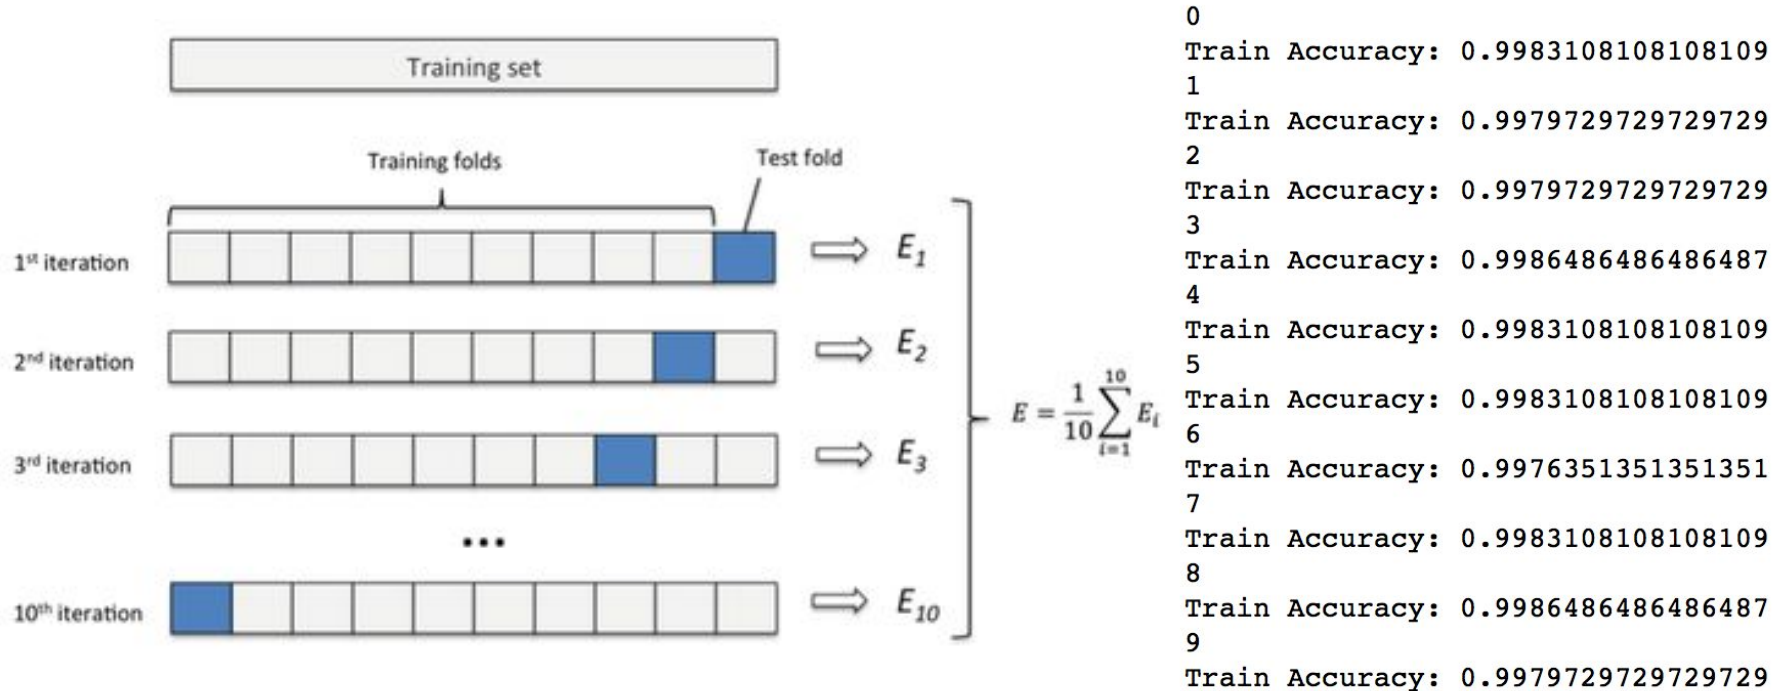 Training set
Training folds
Test fold
1st iteration
E1
2nd iteration
E2
3rd iteration
E3
...
10th iteration
E10
E = 1/10 10∑i=1 Ei
0
Train Accuracy: 0.9983108108108109
1
Train Accuracy: 0.9979729729729729
2
Train Accuracy: 0.9979729729729729
3
Train Accuracy: 0.9986486486486487
4
Train Accuracy: 0.9983108108108109
5
Train Accuracy: 0.9983108108108109
6
Train Accuracy: 0.9976351351351351
7
Train Accuracy: 0.9983108108108109
8
Train Accuracy: 0.9986486486486487
9
Train Accuracy: 0.9979729729729729